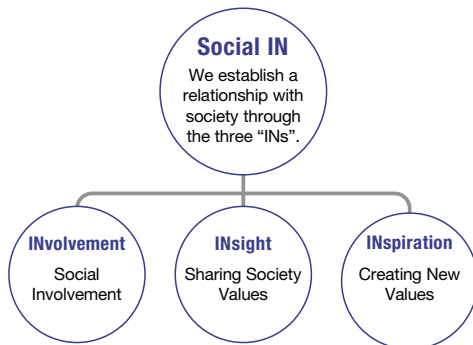 Social IN
We establish a
relationship with
society through
the three “INs”.
INvolvement
Social
Involvement
INsight
Sharing Society
Values
INspiration
Creating New
Values